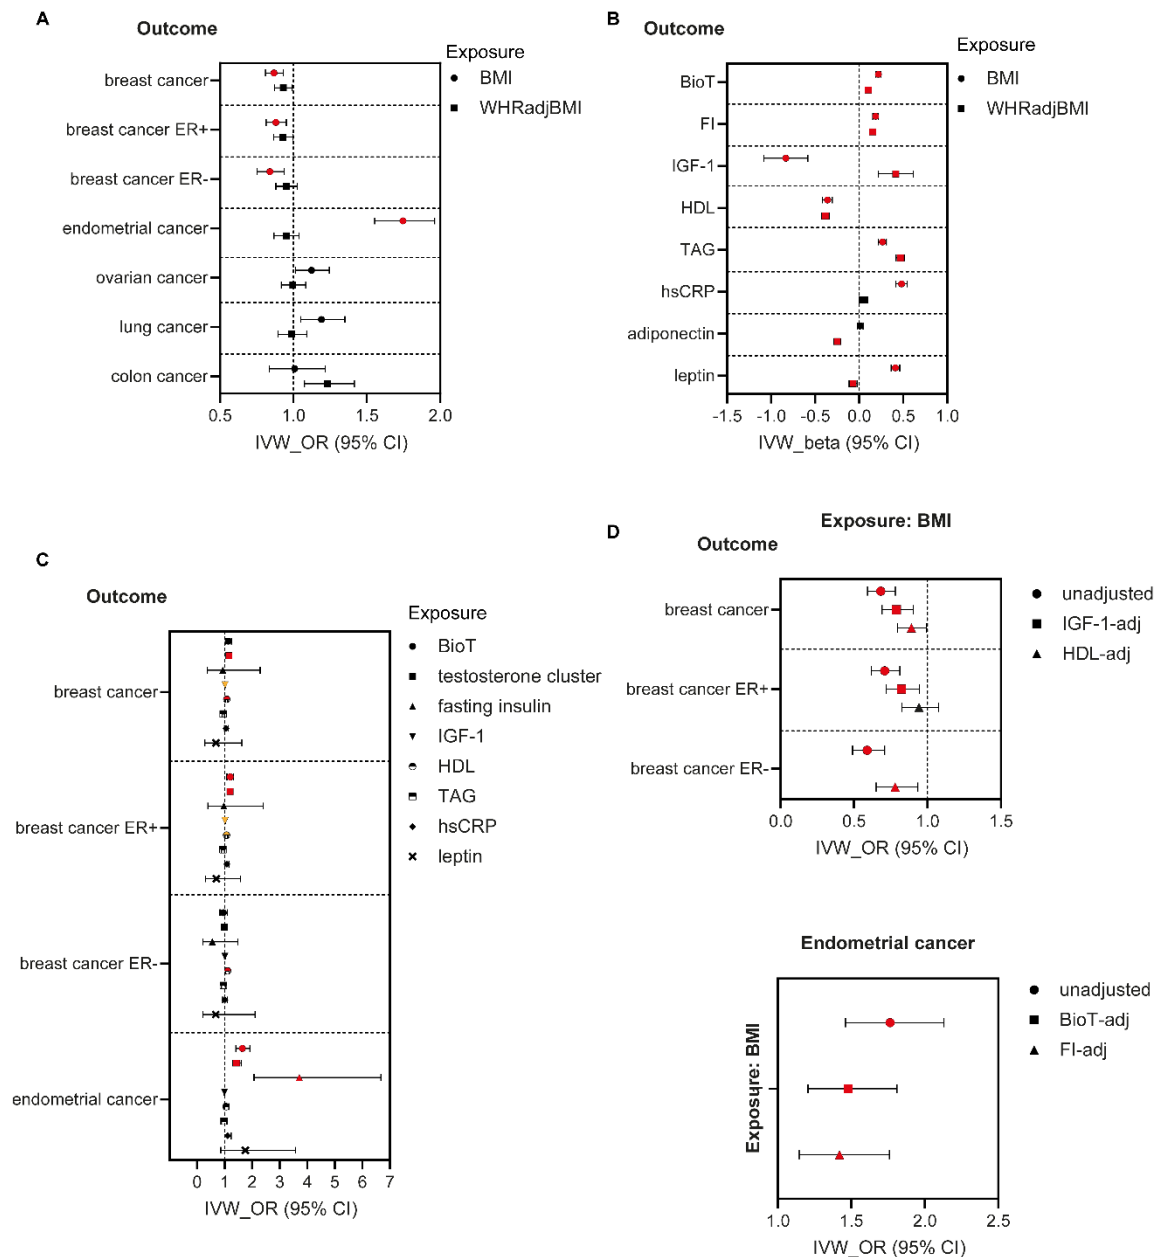 A
Outcome
Exposure
BMI
WHRadjBMI
breast cancer
breast cancer ER+
breast cancer ER-
endometrial cancer
ovarian cancer
lung cancer
colon cancer
0.5 1.0 1.5 2.0
IVW_OR (95% CI)
B
Outcome
Exposure
BMI
WHRadjBMI
BioT
FI
IGF-1
HDL
TAG
hsCRP
adiponectin
leptin
-1.5 -1.0 -0.5 0.0 0.5 1.0
IVW_beta (95% CI)
C
Outcome
Exposure
BioT
testosterone cluster
fasting insulin
IGF-1
HDL
TAG
hsCRP
leptin
breast cancer
breast cancer ER+
breast cancer ER-
endometrial cancer
0 1 2 3 4 5 6 7
IVW_OR (95% CI)
D
Exposure: BMI
Outcome
unadjusted
IGF-1-adj
HDL-adj
breast cancer
breast cancer ER+
breast cancer ER-
0.0 0.5 1.0 1.5
IVW_OR (95% CI)
Endometrial cancer
unadjusted
BioT-adj
FI-adj
Exposure: BMI
1.0 1.5 2.0 2.5
IVW_OR (95% CI)